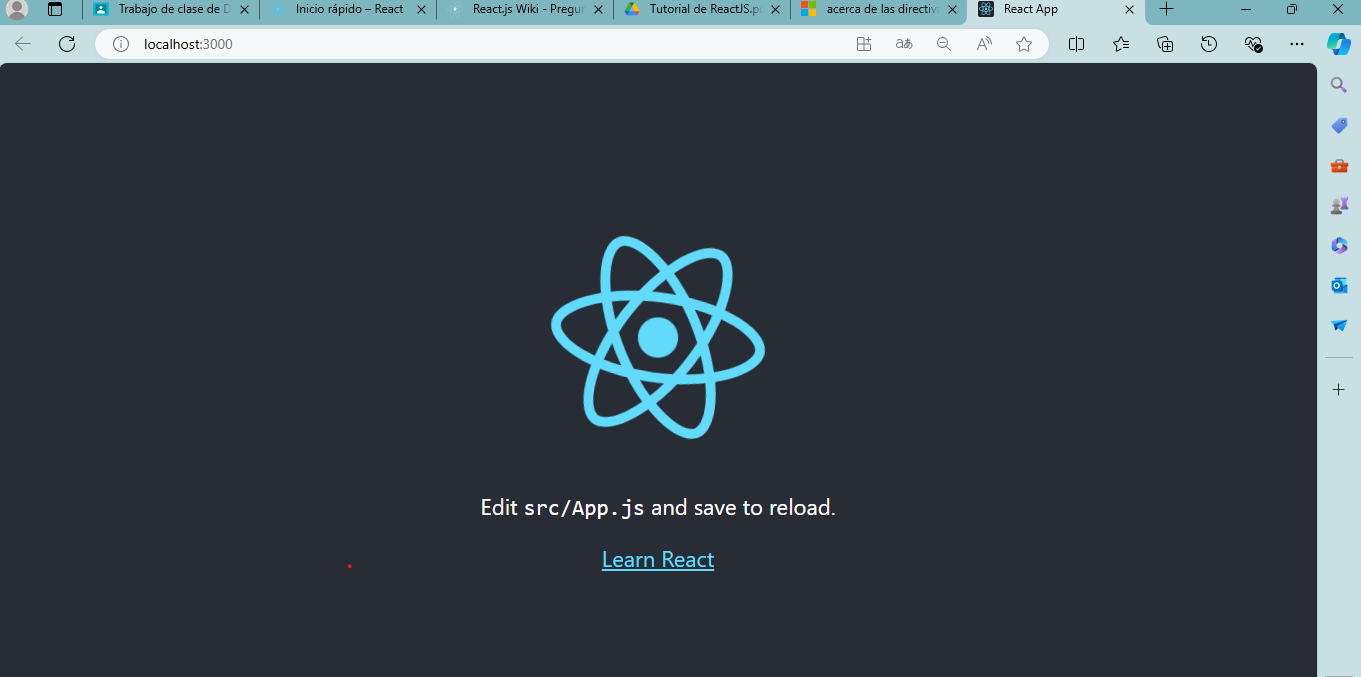 Trabajo de clase de D
Inicio rápido – React
React.js Wiki - Pregun
Tutorial de ReactJS.p
acerca de las directiva
React App
localhost:3000
Edit src/App.js and save to reload.
Learn React